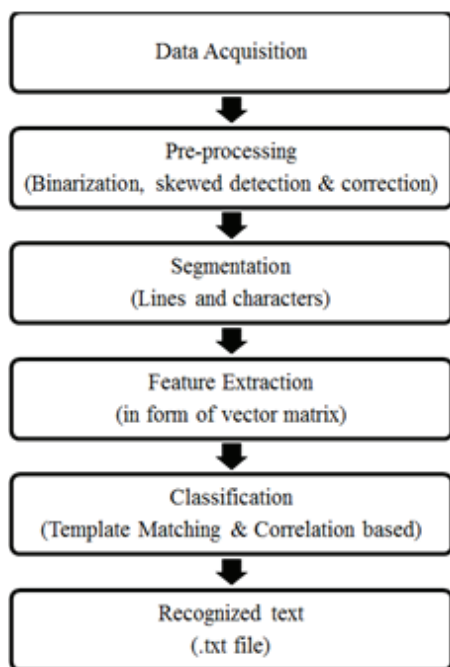 Data Acquisition
Pre-processing
(Binarization, skewed detection & correction)
Segmentation
(Lines and characters)
Feature Extraction
(in form of vector matrix)
Classification
(Template Matching & Correlation based)
Recognized text
(.txt file)